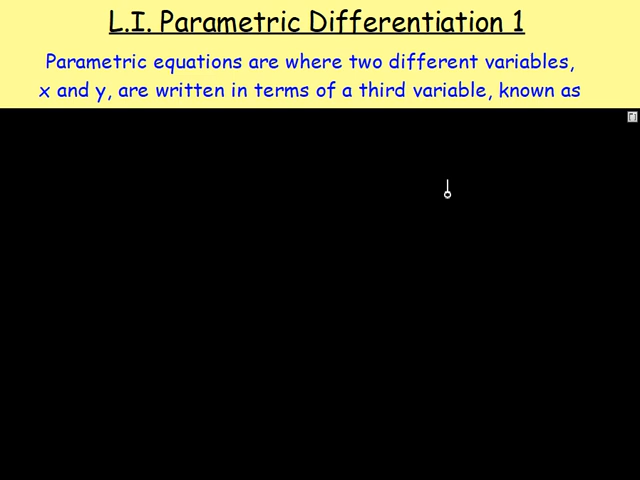 L.I. Parametric Differentiation 1
Parametric equations are where two different variables,
x and y, are written in terms of a third variable, known as